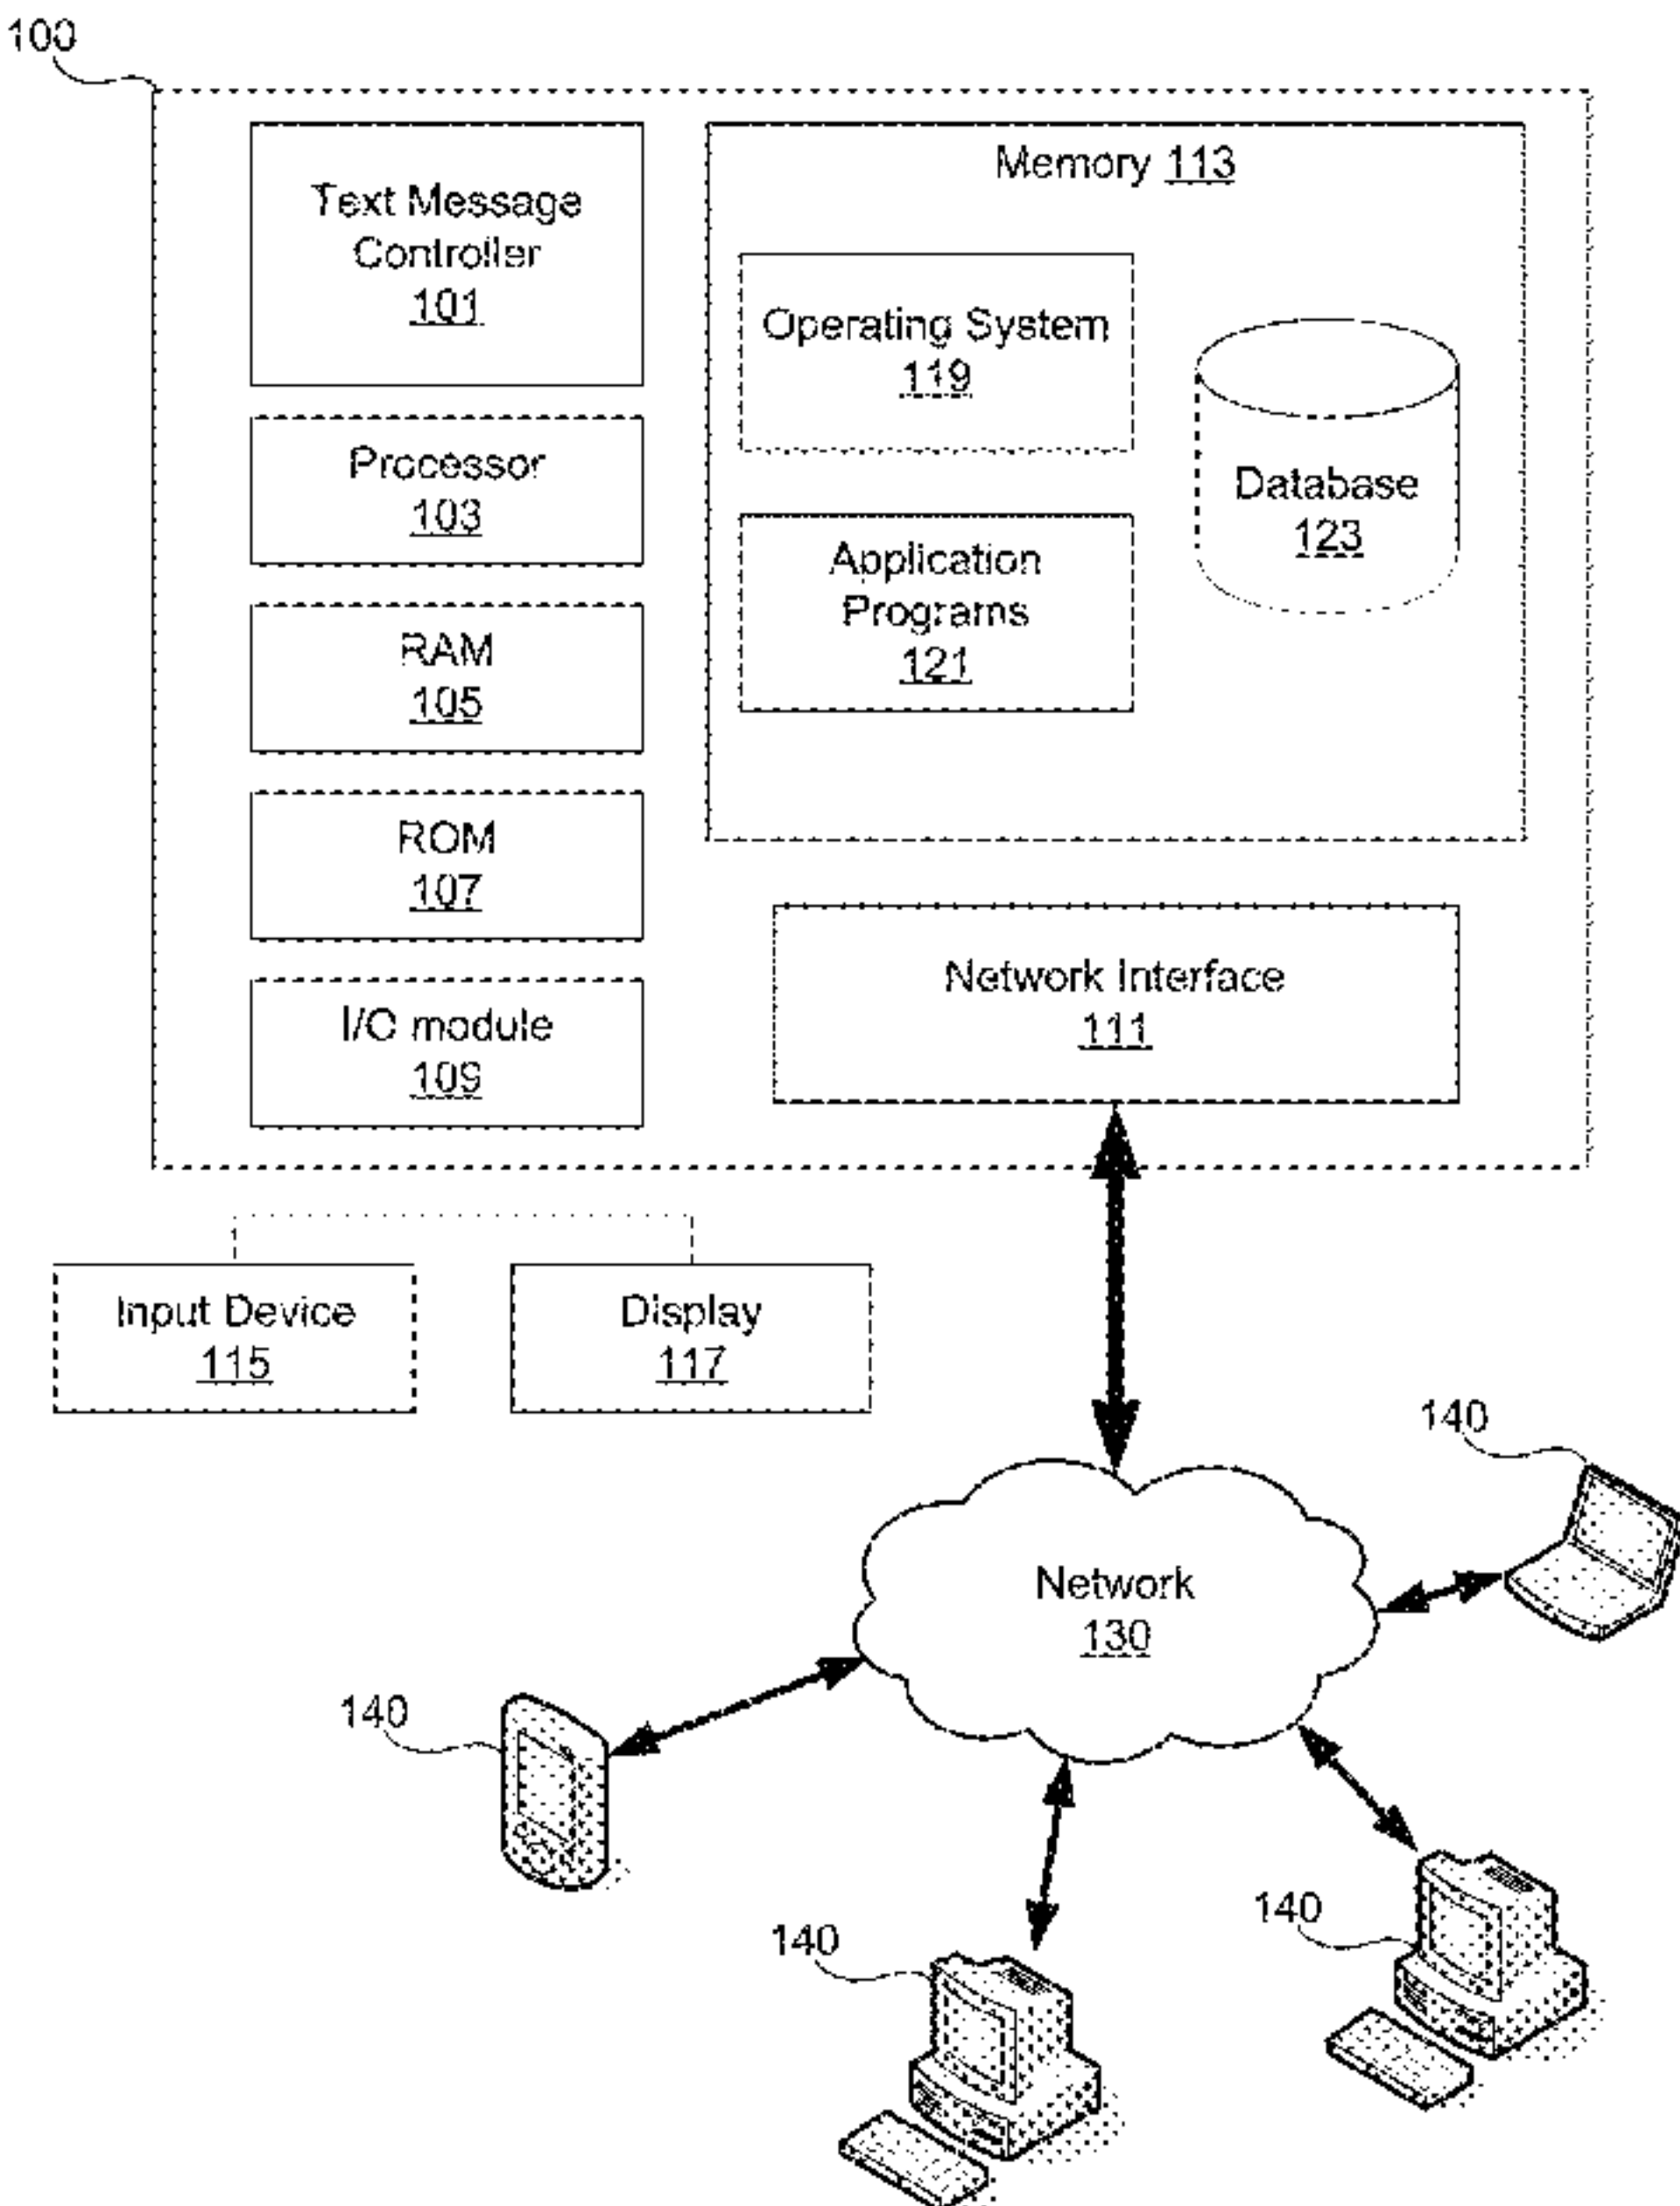 100
Text Message
Controller
101
Processor
103
RAM
105
ROM
107
I/O module
109
Memory 113
Operating System
119
Application
Programs
121
Database
123
Network Interface
111
Input Device
115
Display
117
Network
130
140
140
140
140